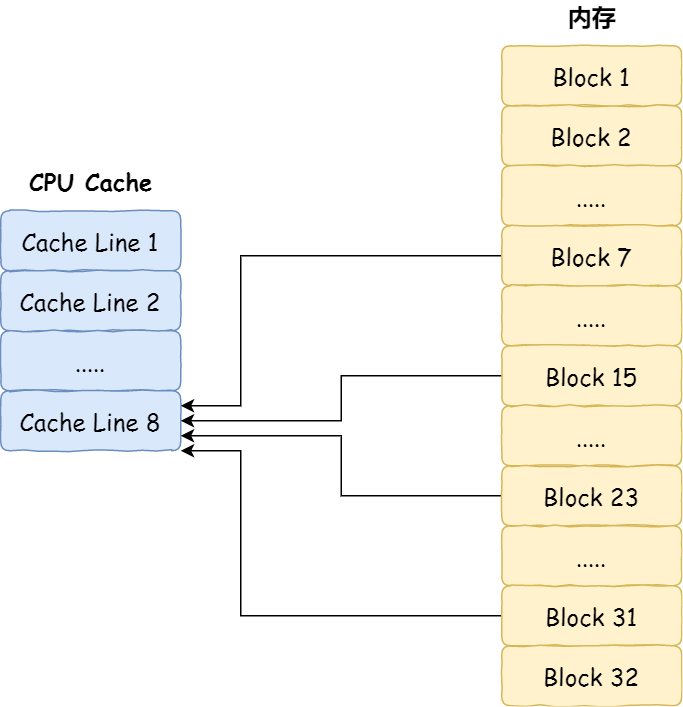 CPU Cache
Cache Line 1
Cache Line 2
.....
Cache Line 8
内存
Block 1
Block 2
.....
Block 7
.....
Block 15
.....
Block 23
.....
Block 31
Block 32